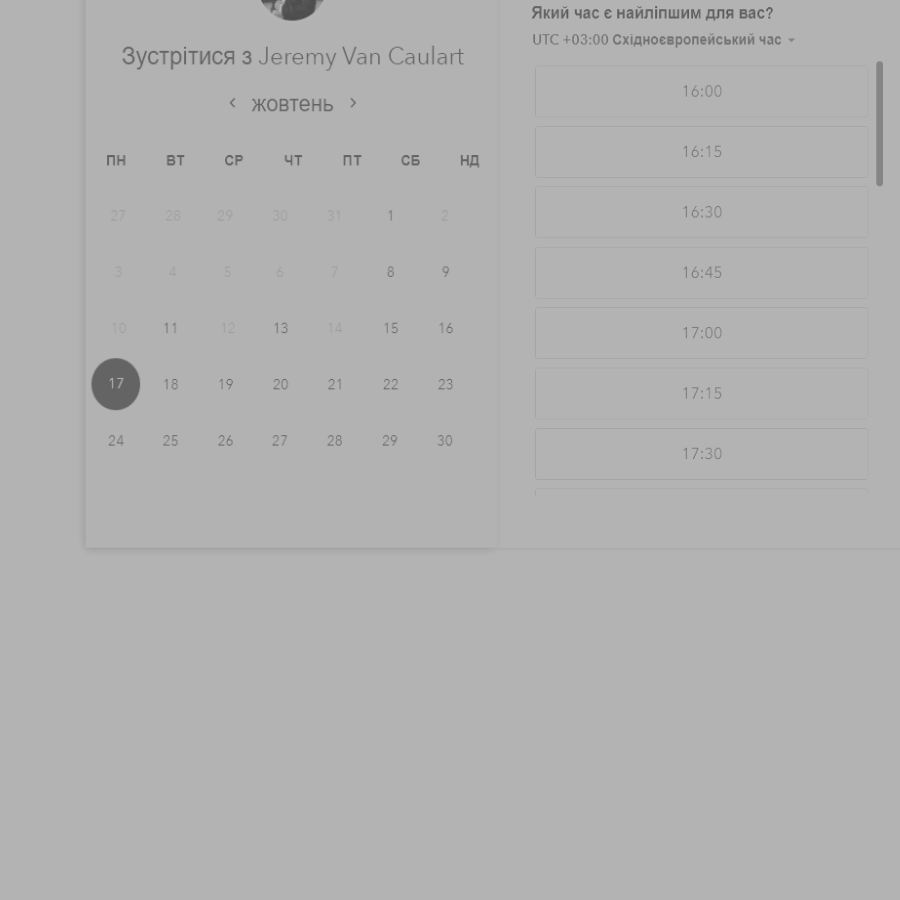 Зустрітися з Jeremy Van Caulart
‹ жовтень ›
ПН ВТ СР ЧТ ПТ СБ НД
27 28 29 30 31 1 2
3 4 5 6 7 8 9
10 11 12 13 14 15 16
17 18 19 20 21 22 23
24 25 26 27 28 29 30
Який час є найліпшим для вас?
UTC +03:00 Східноєвропейський час
16:00
16:15
16:30
16:45
17:00
17:15
17:30